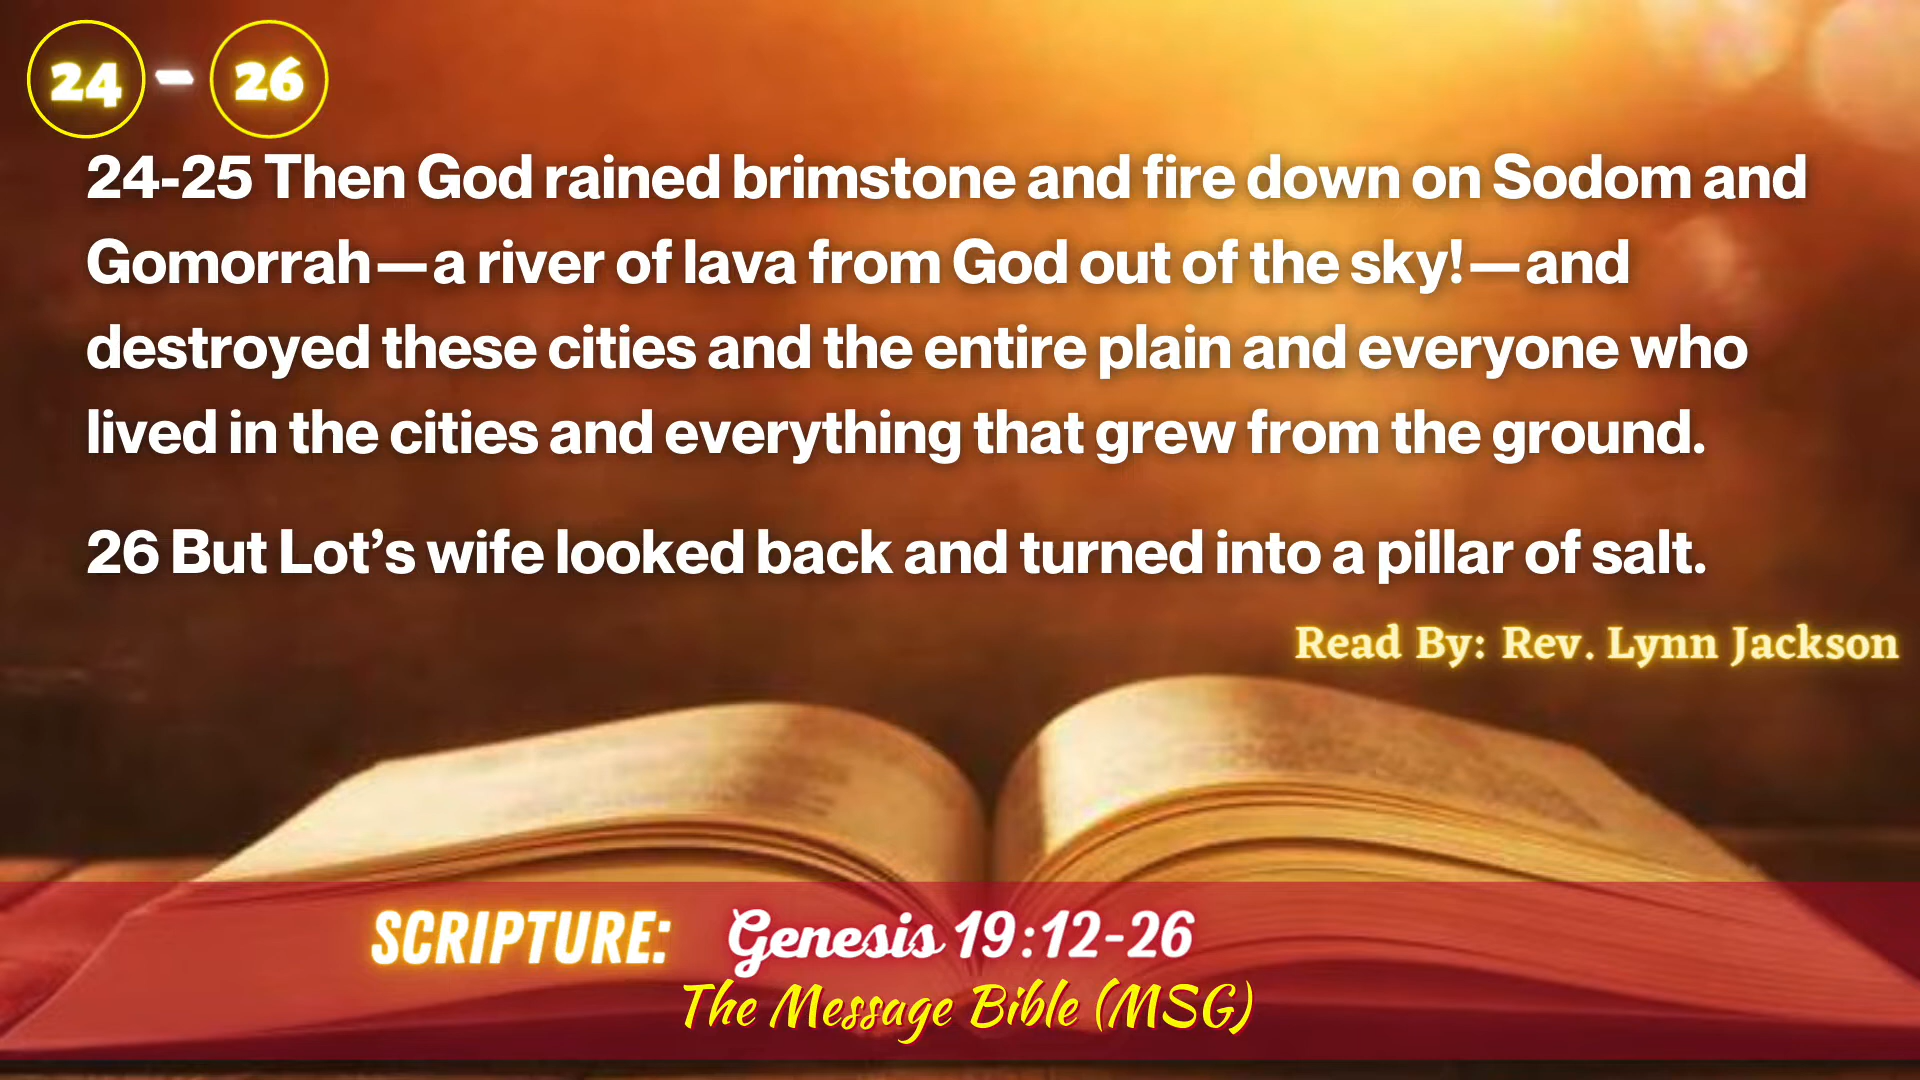 24 - 26
24-25 Then God rained brimstone and fire down on Sodom and
Gomorrah—a river of lava from God out of the sky!—and
destroyed these cities and the entire plain and everyone who
lived in the cities and everything that grew from the ground.
26 But Lot’s wife looked back and turned into a pillar of salt.
Read By: Rev. Lynn Jackson
SCRIPTURE: Genesis 19:12-26
The Message Bible (MSG)